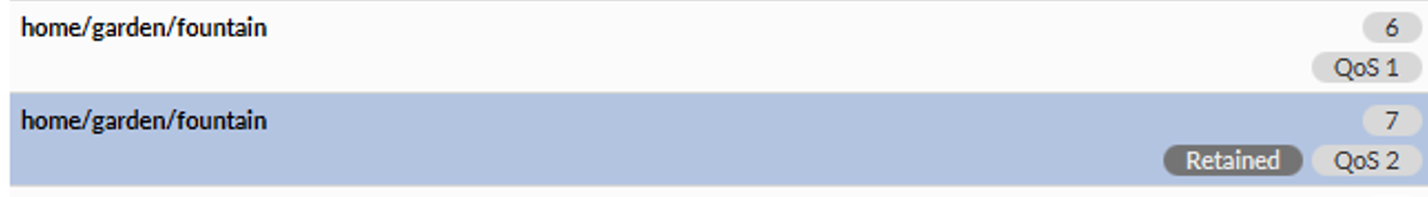 home/garden/fountain 6
QoS 1
home/garden/fountain 7
Retained QoS 2